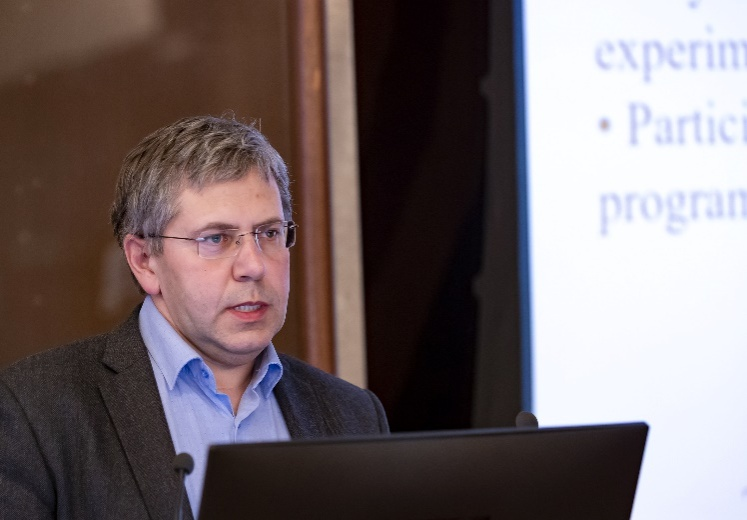 experim
• Partici
program